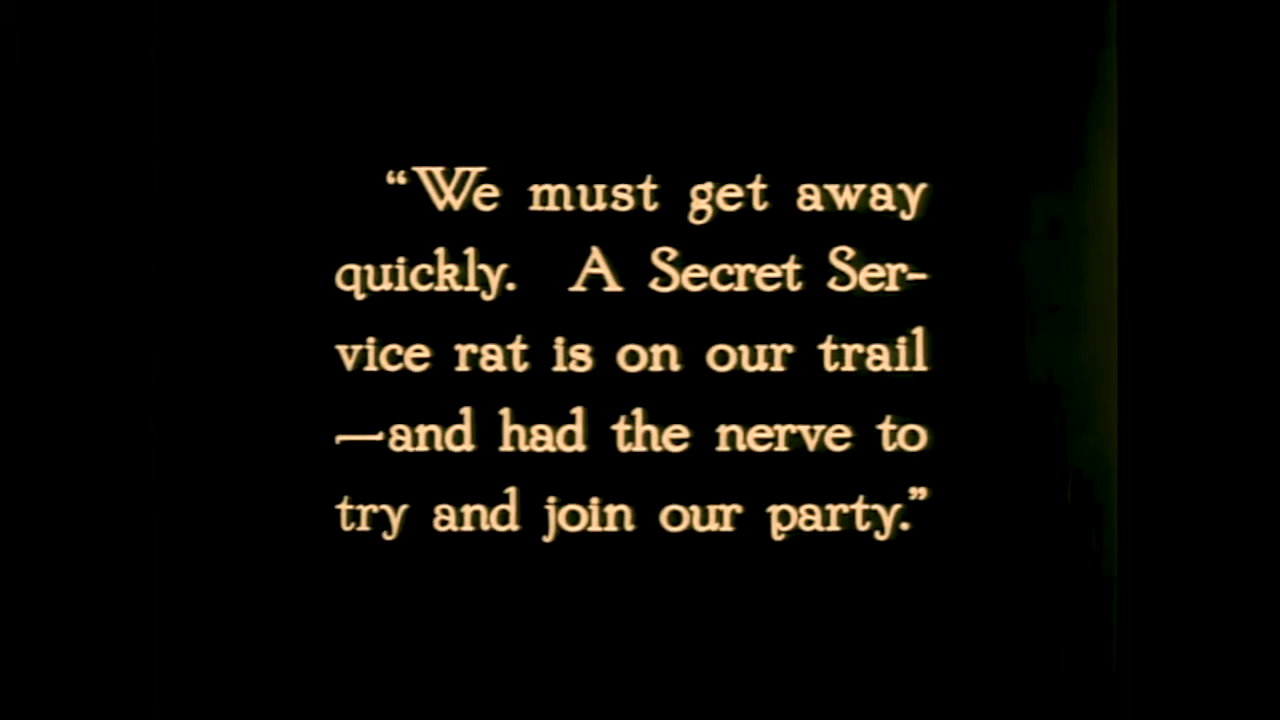 “We must get away
quickly. A Secret Ser-
vice rat is on our trail
—and had the nerve to
try and join our party.”